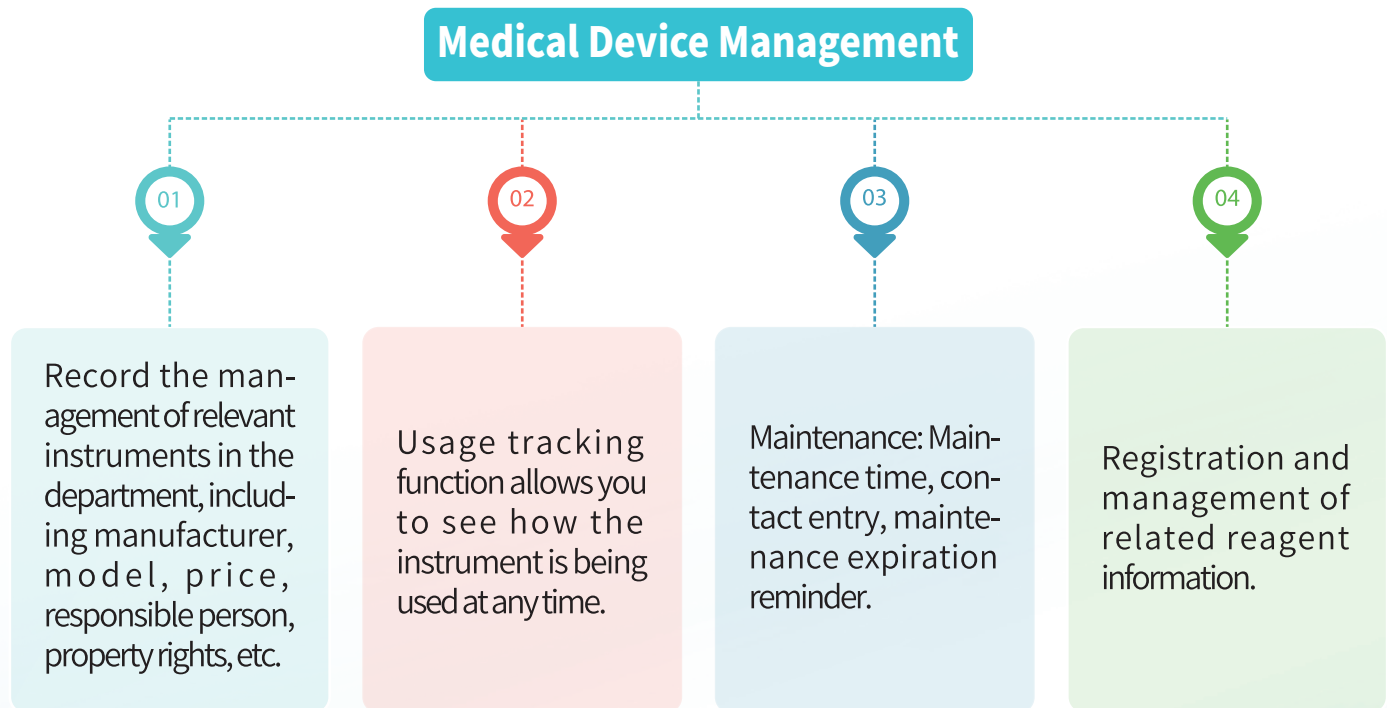 Medical Device Management
01
02
03
04
Record the man-
agement of relevant
instruments in the
department, includ-
ing manufacturer,
model, price,
responsible person,
property rights, etc.
Usage tracking
function allows you
to see how the
instrument is being
used at any time.
Maintenance: Main-
tenance time, con-
tact entry, mainte-
nance expiration
reminder.
Registration and
management of
related reagent
information.